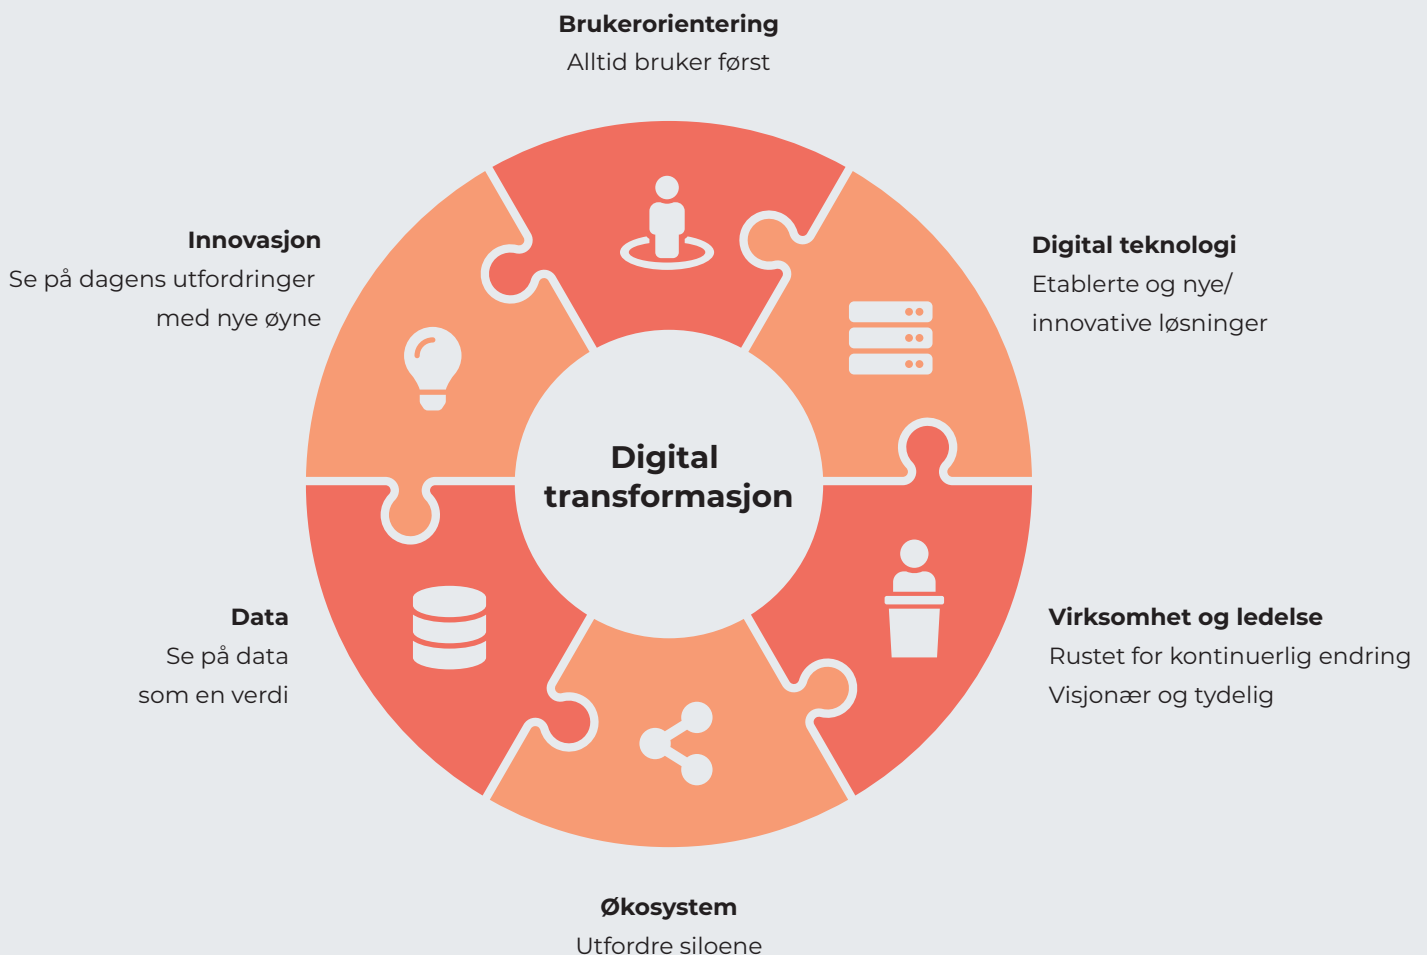 Brukerorientering
Alltid bruker først
Innovasjon
Se på dagens utfordringer
med nye øyne
Digital teknologi
Etablerte og nye/
innovative løsninger
Digital
transformasjon
Data
Se på data
som en verdi
Virksomhet og ledelse
Rustet for kontinuerlig endring
Visjonær og tydelig
Økosystem
Utfordre siloene